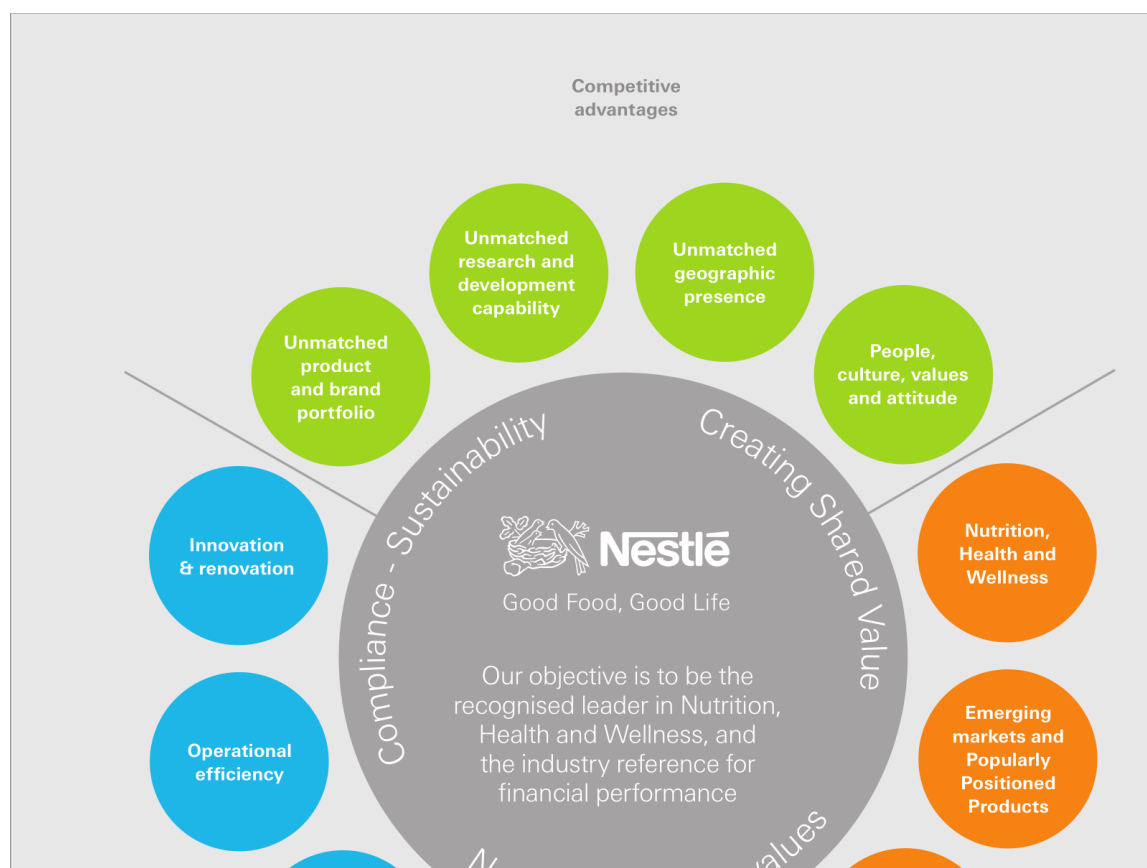 Competitive
advantages
Unmatched
research and
development
capability
Unmatched
geographic
presence
Unmatched
product
and brand
portfolio
People,
culture, values
and attitude
Compliance - Sustainability
Creating Shared Value
Innovation
& renovation
Nestlé
Good Food, Good Life
Nutrition,
Health and
Wellness
Operational
efficiency
Our objective is to be the
recognised leader in Nutrition,
Health and Wellness, and
the industry reference for
financial performance
Emerging
markets and
Popularly
Positioned
Products